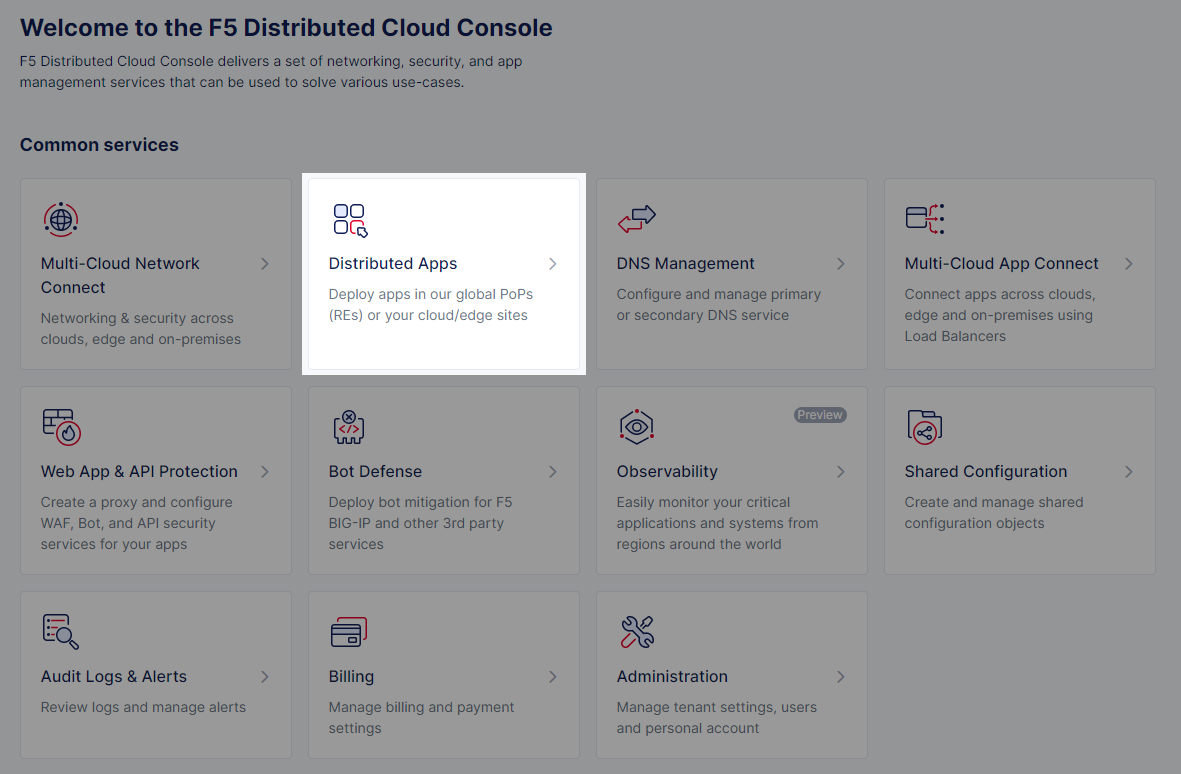 Welcome to the F5 Distributed Cloud Console
F5 Distributed Cloud Console delivers a set of networking, security, and app
management services that can be used to solve various use-cases.
Common services
Multi-Cloud Network
Connect
Networking & security across
clouds, edge and on-premises
Distributed Apps
Deploy apps in our global PoPs
(REs) or your cloud/edge sites
DNS Management
Configure and manage primary
or secondary DNS service
Multi-Cloud App Connect
Connect apps across clouds,
edge and on-premises using
Load Balancers
Web App & API Protection
Create a proxy and configure
WAF, Bot, and API security
services for your apps
Bot Defense
Deploy bot mitigation for F5
BIG-IP and other 3rd party
services
Preview
Observability
Easily monitor your critical
applications and systems from
regions around the world
Shared Configuration
Create and manage shared
configuration objects
Audit Logs & Alerts
Review logs and manage alerts
Billing
Manage billing and payment
settings
Administration
Manage tenant settings, users
and personal account